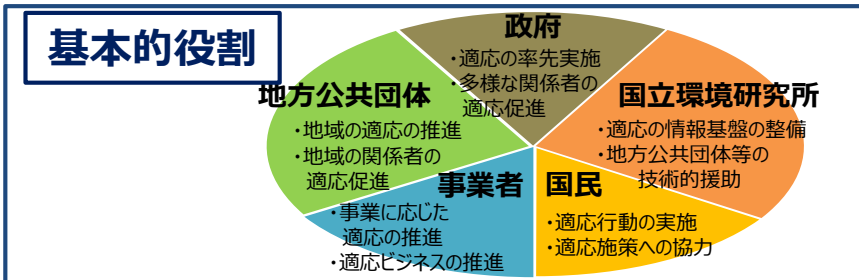 基本的役割
政府
・適応の率先実施
・多様な関係者の
適応促進
地方公共団体
・地域の適応の推進
・地域の関係者の
適応促進
国立環境研究所
・適応の情報基盤の整備
・地方公共団体等の
技術的援助
事業者
・事業に応じた
適応の推進
・適応ビジネスの推進
国民
・適応行動の実施
・適応施策への協力